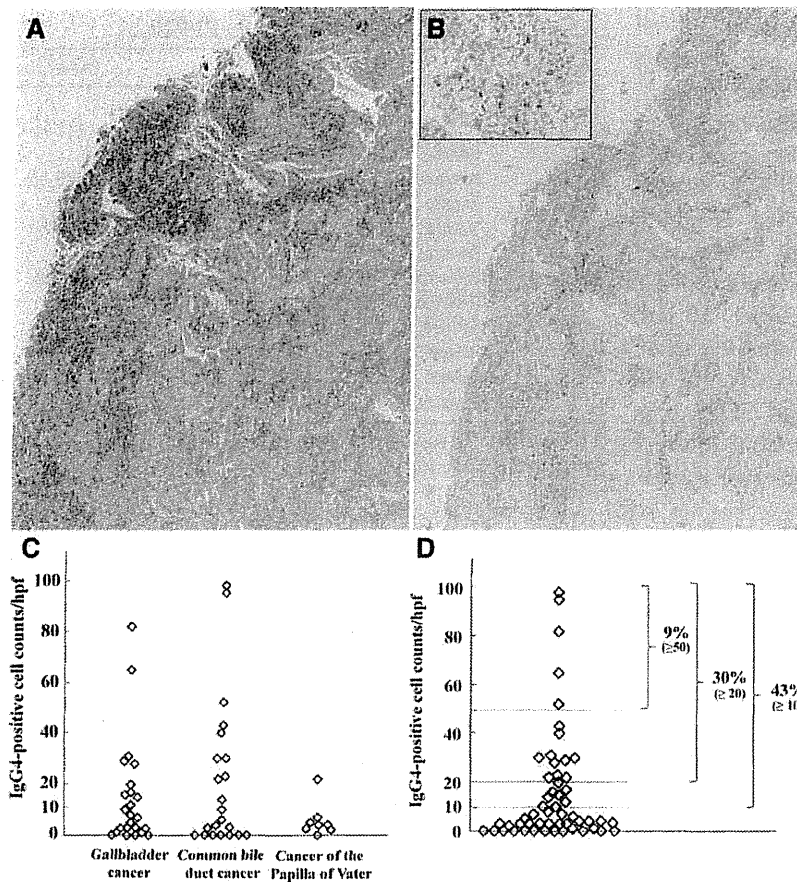 A
B
C
D
IgG4-positive cell counts/hpf
100
80
60
40
20
10
0
Gallbladder
cancer
Common bile
duct cancer
Cancer of the
Papilla of Vater
IgG4-positive cell counts/hpf
100
80
60
40
20
10
0
9%
(≧50)
30%
(≧ 20)
43%
(≧ 10